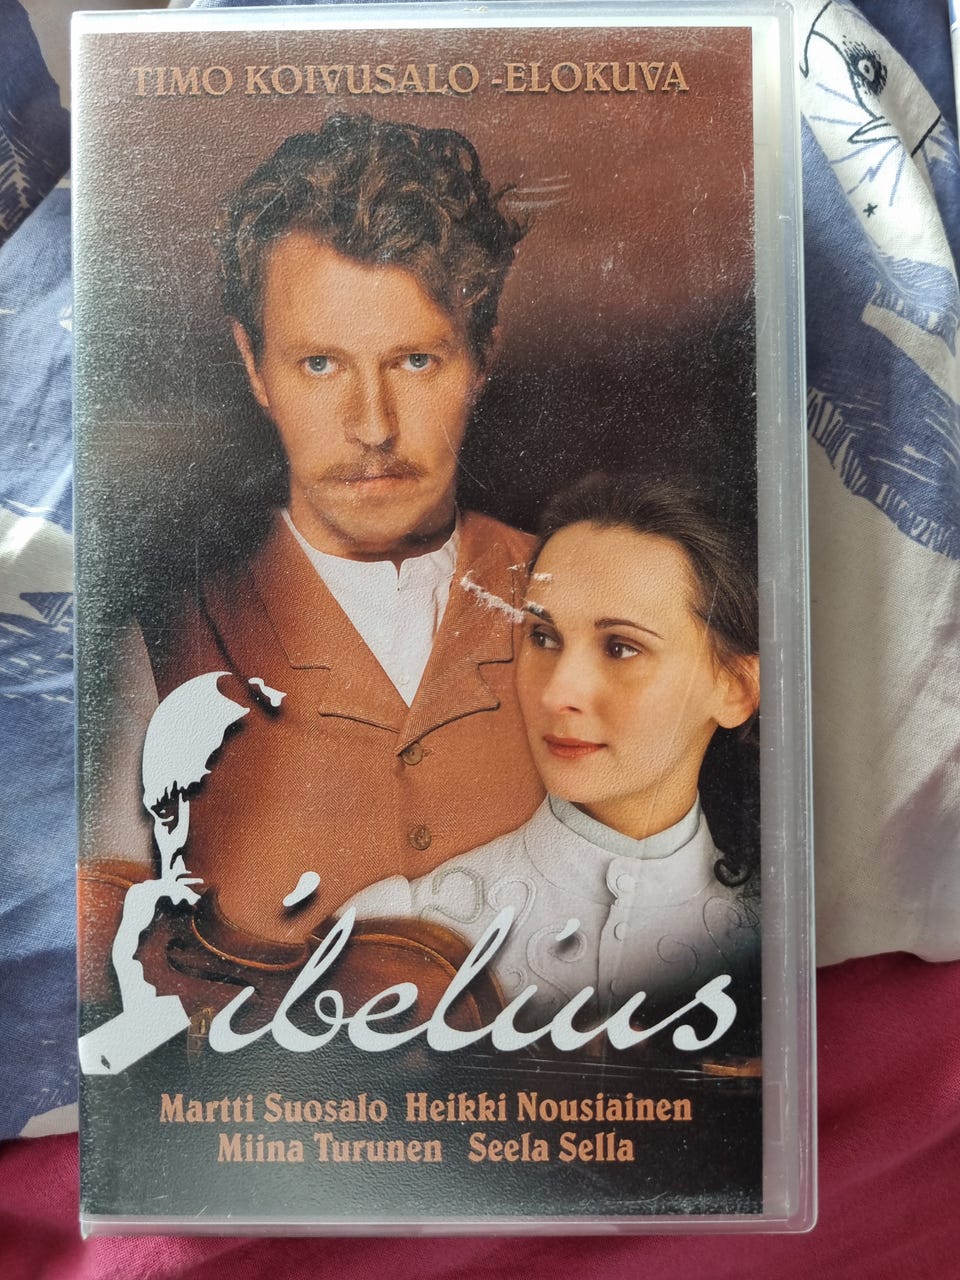 TIMO KOIVUSALO -ELOKUVA
Sibelius
Martti Suosalo Heikki Nousiainen
Miina Turunen Seela Sella